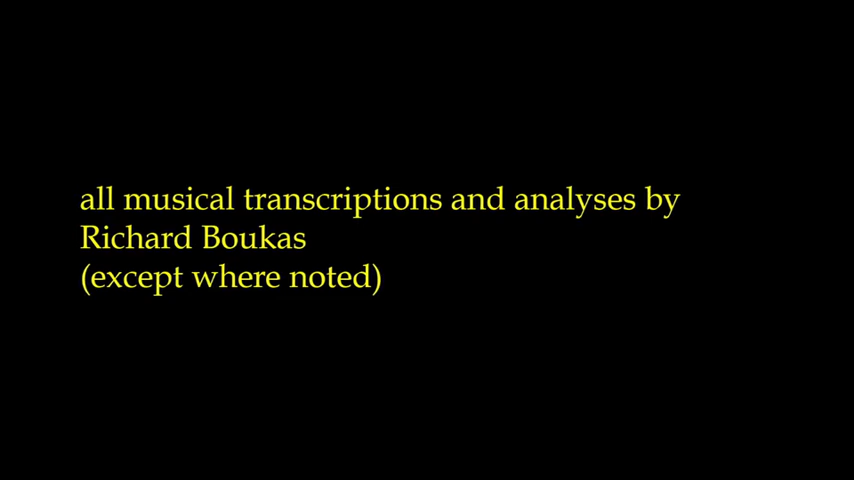 all musical transcriptions and analyses by
Richard Boukas
(except where noted)